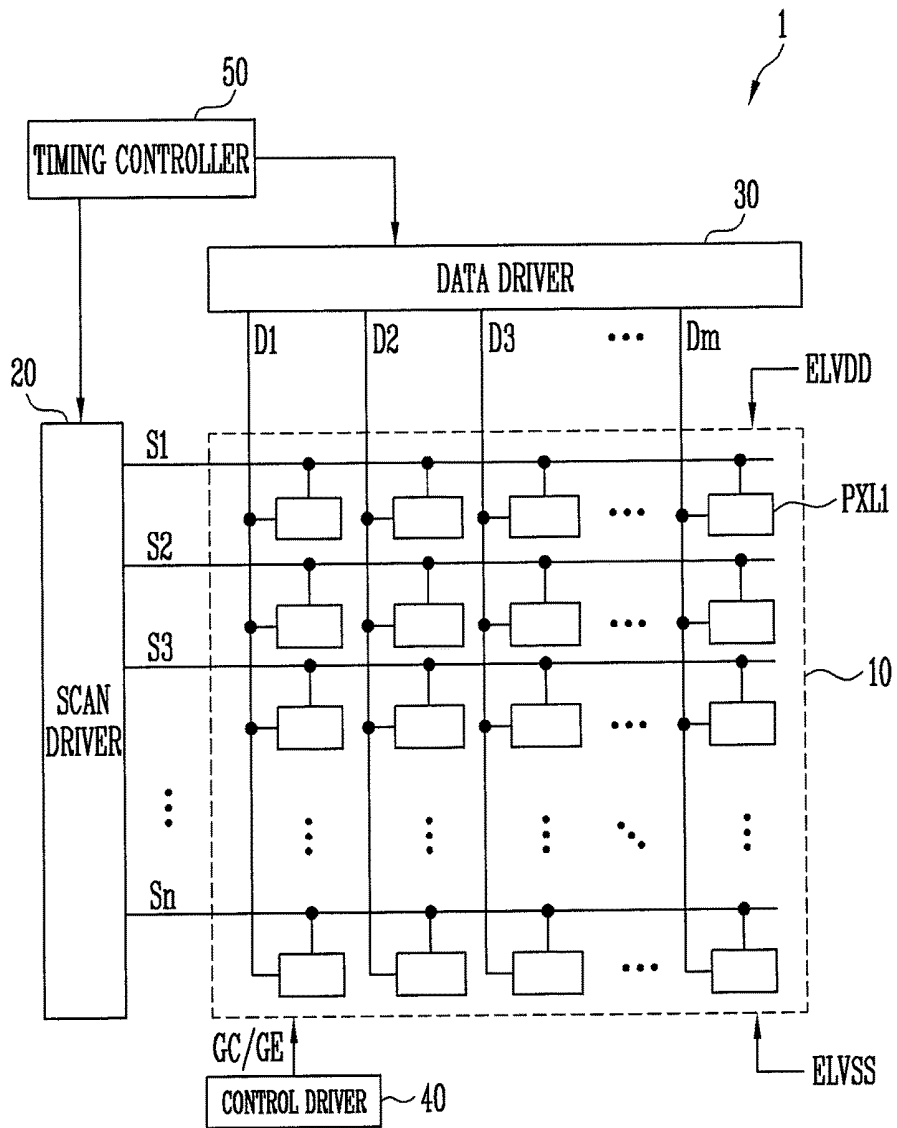 1
50
TIMING CONTROLLER
30
DATA DRIVER
D1 D2 D3 ••• Dm
20
ELVDD
S1
PXL1
•••
S2
•••
S3
10
SCAN
DRIVER
•••
Sn
•••
GC/GE
ELVSS
CONTROL DRIVER
40